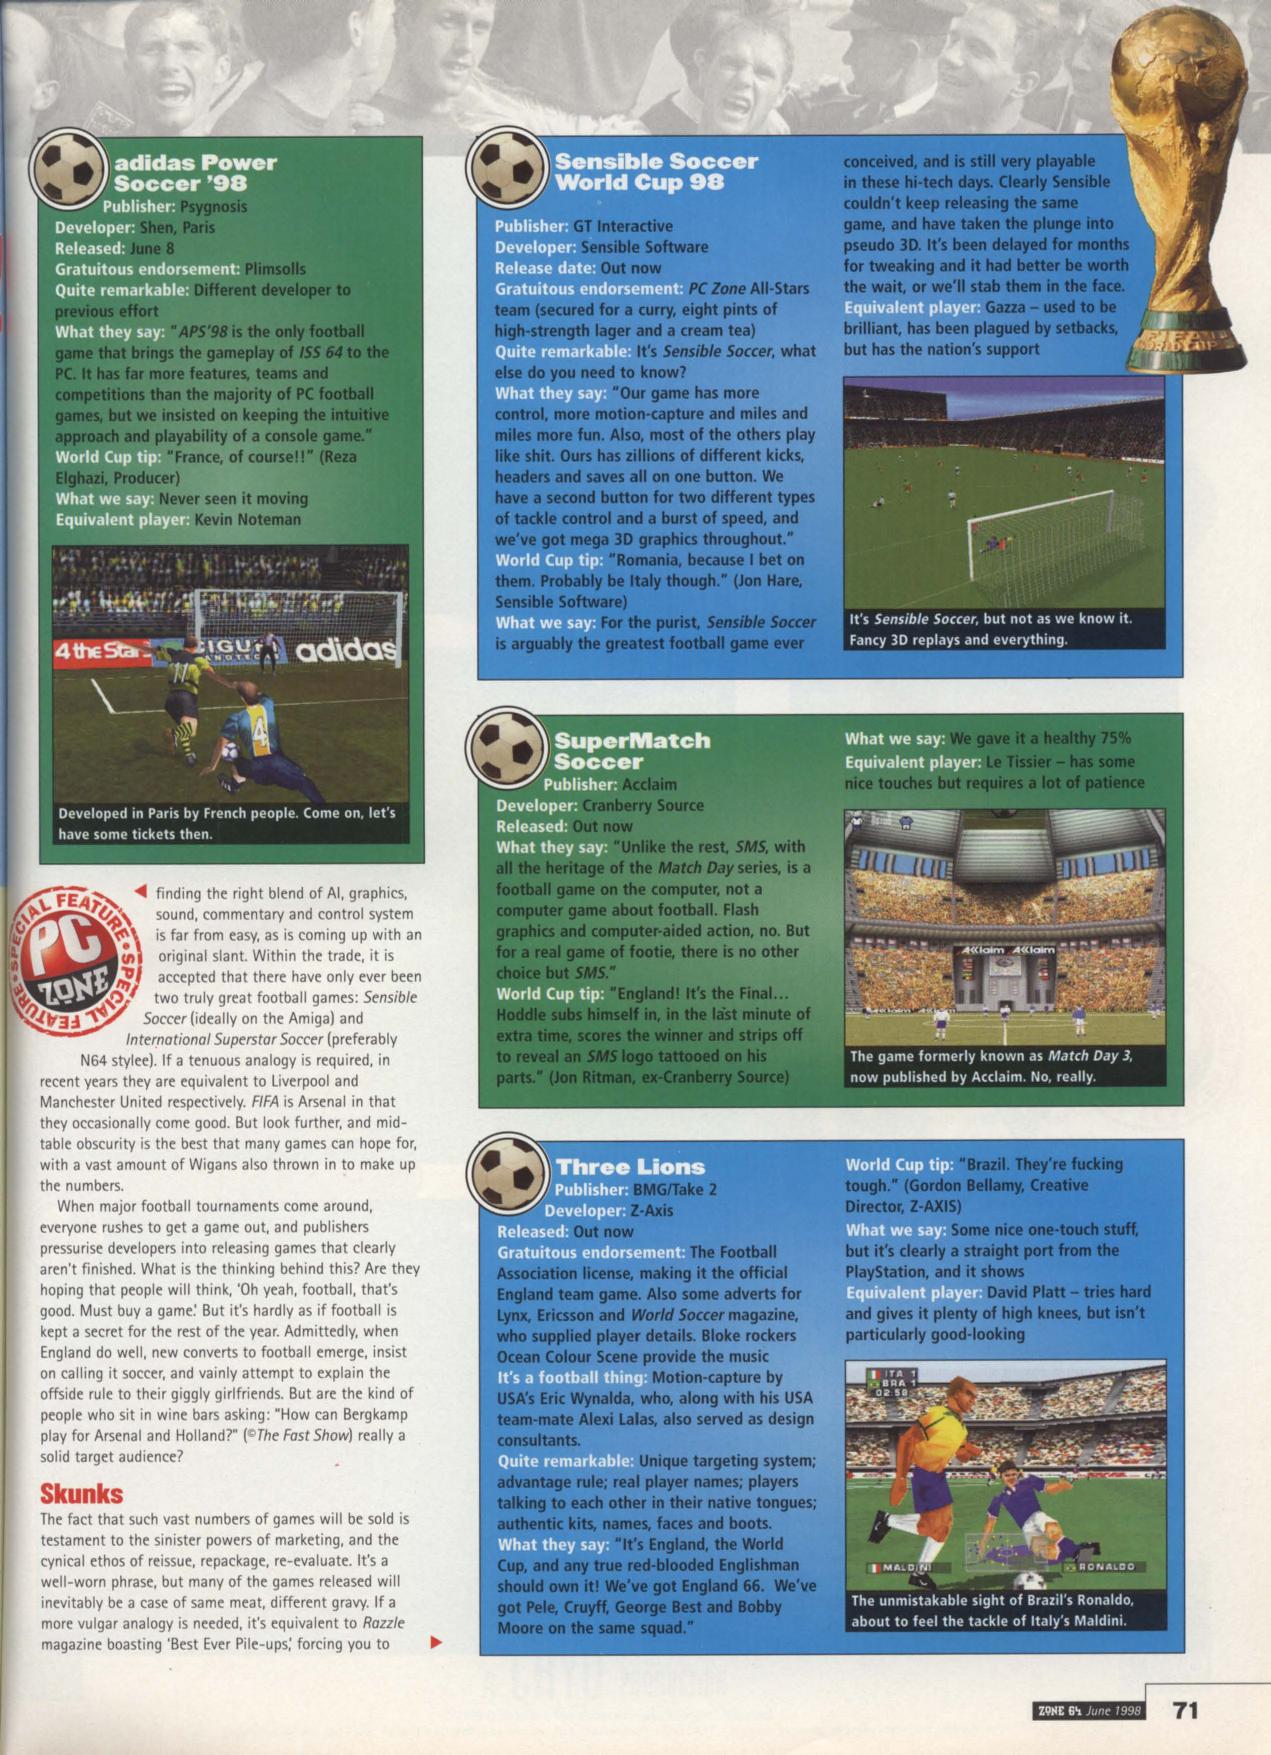 adidas Power
Soccer '98
Publisher: Psygnosis
Developer: Shen, Paris
Released: June 8
Gratuitous endorsement: Plimsolls
Quite remarkable: Different developer to
previous effort
What they say: "APS'98 is the only football
game that brings the gameplay of ISS 64 to the
PC. It has far more features, teams and
competitions than the majority of PC football
games, but we insisted on keeping the intuitive
approach and playability of a console game."
World Cup tip: "France, of course!!" (Reza
Elghazi, Producer)
What we say: Never seen it moving
Equivalent player: Kevin Noteman
4 the Star
adidas
11
4
Developed in Paris by French people. Come on, let's
have some tickets then.
SPECIAL FEATURE • SPECIAL FEATURE •
PC
ZONE
finding the right blend of AI, graphics,
sound, commentary and control system
is far from easy, as is coming up with an
original slant. Within the trade, it is
accepted that there have only ever been
two truly great football games: Sensible
Soccer (ideally on the Amiga) and
International Superstar Soccer (preferably
N64 stylee). If a tenuous analogy is required, in
recent years they are equivalent to Liverpool and
Manchester United respectively. FIFA is Arsenal in that
they occasionally come good. But look further, and mid-
table obscurity is the best that many games can hope for,
with a vast amount of Wigans also thrown in to make up
the numbers.
When major football tournaments come around,
everyone rushes to get a game out, and publishers
pressurise developers into releasing games that clearly
aren't finished. What is the thinking behind this? Are they
hoping that people will think, 'Oh yeah, football, that's
good. Must buy a game.' But it's hardly as if football is
kept a secret for the rest of the year. Admittedly, when
England do well, new converts to football emerge, insist
on calling it soccer, and vainly attempt to explain the
offside rule to their giggly girlfriends. But are the kind of
people who sit in wine bars asking: "How can Bergkamp
play for Arsenal and Holland?" (©The Fast Show) really a
solid target audience?
Skunks
The fact that such vast numbers of games will be sold is
testament to the sinister powers of marketing, and the
cynical ethos of reissue, repackage, re-evaluate. It's a
well-worn phrase, but many of the games released will
inevitably be a case of same meat, different gravy. If a
more vulgar analogy is needed, it's equivalent to Razzle
magazine boasting 'Best Ever Pile-ups,' forcing you to
Sensible Soccer
World Cup 98
Publisher: GT Interactive
Developer: Sensible Software
Release date: Out now
Gratuitous endorsement: PC Zone All-Stars
team (secured for a curry, eight pints of
high-strength lager and a cream tea)
Quite remarkable: It's Sensible Soccer, what
else do you need to know?
What they say: "Our game has more
control, more motion-capture and miles and
miles more fun. Also, most of the others play
like shit. Ours has zillions of different kicks,
headers and saves all on one button. We
have a second button for two different types
of tackle control and a burst of speed, and
we've got mega 3D graphics throughout."
World Cup tip: "Romania, because I bet on
them. Probably be Italy though." (Jon Hare,
Sensible Software)
What we say: For the purist, Sensible Soccer
is arguably the greatest football game ever
conceived, and is still very playable
in these hi-tech days. Clearly Sensible
couldn't keep releasing the same
game, and have taken the plunge into
pseudo 3D. It's been delayed for months
for tweaking and it had better be worth
the wait, or we'll stab them in the face.
Equivalent player: Gazza – used to be
brilliant, has been plagued by setbacks,
but has the nation's support
It's Sensible Soccer, but not as we know it.
Fancy 3D replays and everything.
SuperMatch
Soccer
Publisher: Acclaim
Developer: Cranberry Source
Released: Out now
What they say: "Unlike the rest, SMS, with
all the heritage of the Match Day series, is a
football game on the computer, not a
computer game about football. Flash
graphics and computer-aided action, no. But
for a real game of footie, there is no other
choice but SMS."
World Cup tip: "England! It's the Final...
Hoddle subs himself in, in the last minute of
extra time, scores the winner and strips off
to reveal an SMS logo tattooed on his
parts." (Jon Ritman, ex-Cranberry Source)
What we say: We gave it a healthy 75%
Equivalent player: Le Tissier – has some
nice touches but requires a lot of patience
AKklaim AKklaim
The game formerly known as Match Day 3,
now published by Acclaim. No, really.
Three Lions
Publisher: BMG/Take 2
Developer: Z-Axis
Released: Out now
Gratuitous endorsement: The Football
Association license, making it the official
England team game. Also some adverts for
Lynx, Ericsson and World Soccer magazine,
who supplied player details. Bloke rockers
Ocean Colour Scene provide the music
It's a football thing: Motion-capture by
USA's Eric Wynalda, who, along with his USA
team-mate Alexi Lalas, also served as design
consultants.
Quite remarkable: Unique targeting system;
advantage rule; real player names; players
talking to each other in their native tongues;
authentic kits, names, faces and boots.
What they say: "It's England, the World
Cup, and any true red-blooded Englishman
should own it! We've got England 66. We've
got Pele, Cruyff, George Best and Bobby
Moore on the same squad."
World Cup tip: "Brazil. They're fucking
tough." (Gordon Bellamy, Creative
Director, Z-AXIS)
What we say: Some nice one-touch stuff,
but it's clearly a straight port from the
PlayStation, and it shows
Equivalent player: David Platt – tries hard
and gives it plenty of high knees, but isn't
particularly good-looking
ITA 1
BRA 1
02:58
MALDINI
RONALDO
The unmistakable sight of Brazil's Ronaldo,
about to feel the tackle of Italy's Maldini.
ZONE 64 June 1998
71